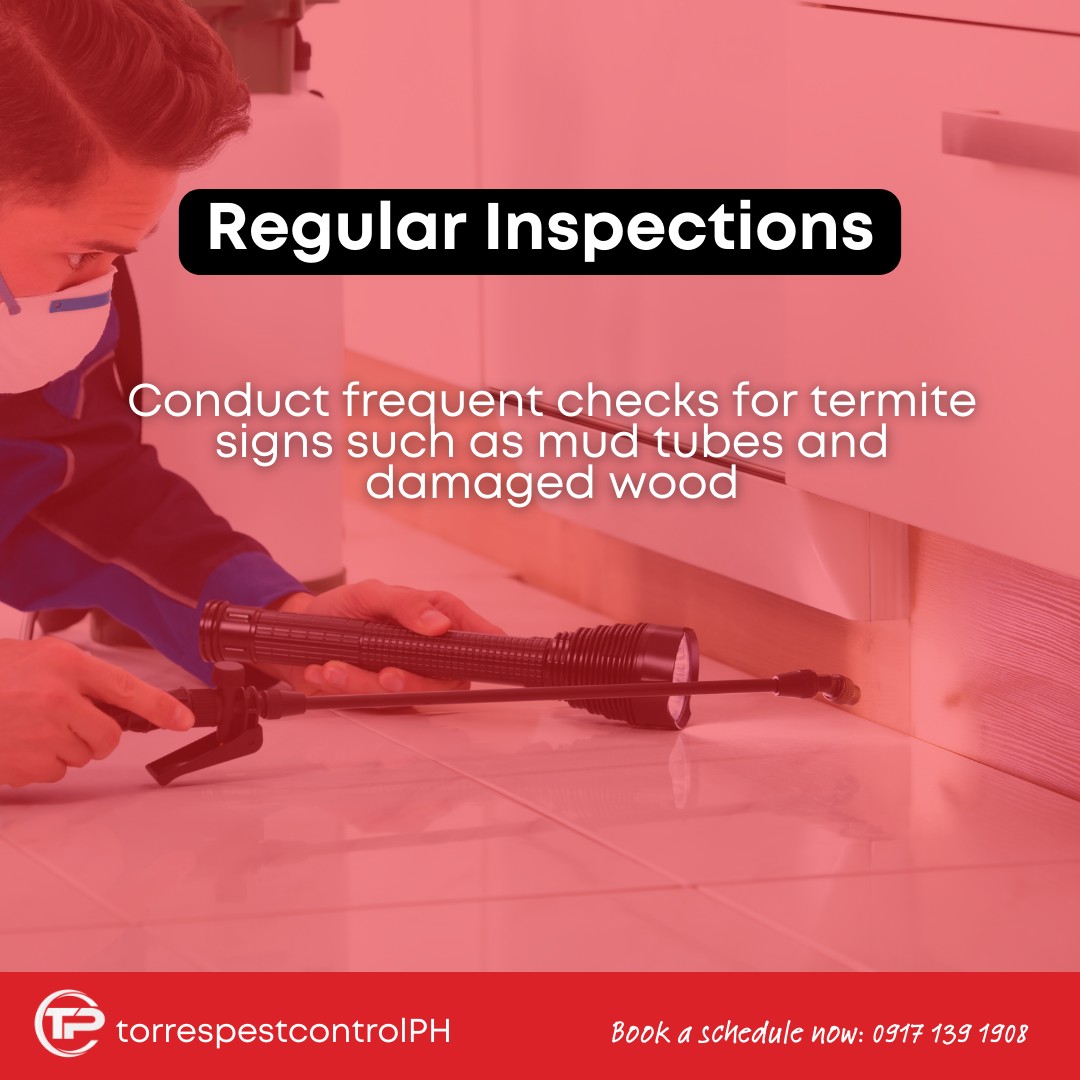 Regular Inspections
Conduct frequent checks for termite
signs such as mud tubes and
damaged wood
TP torrespestcontrolPH
Book a schedule now: 0917 139 1908